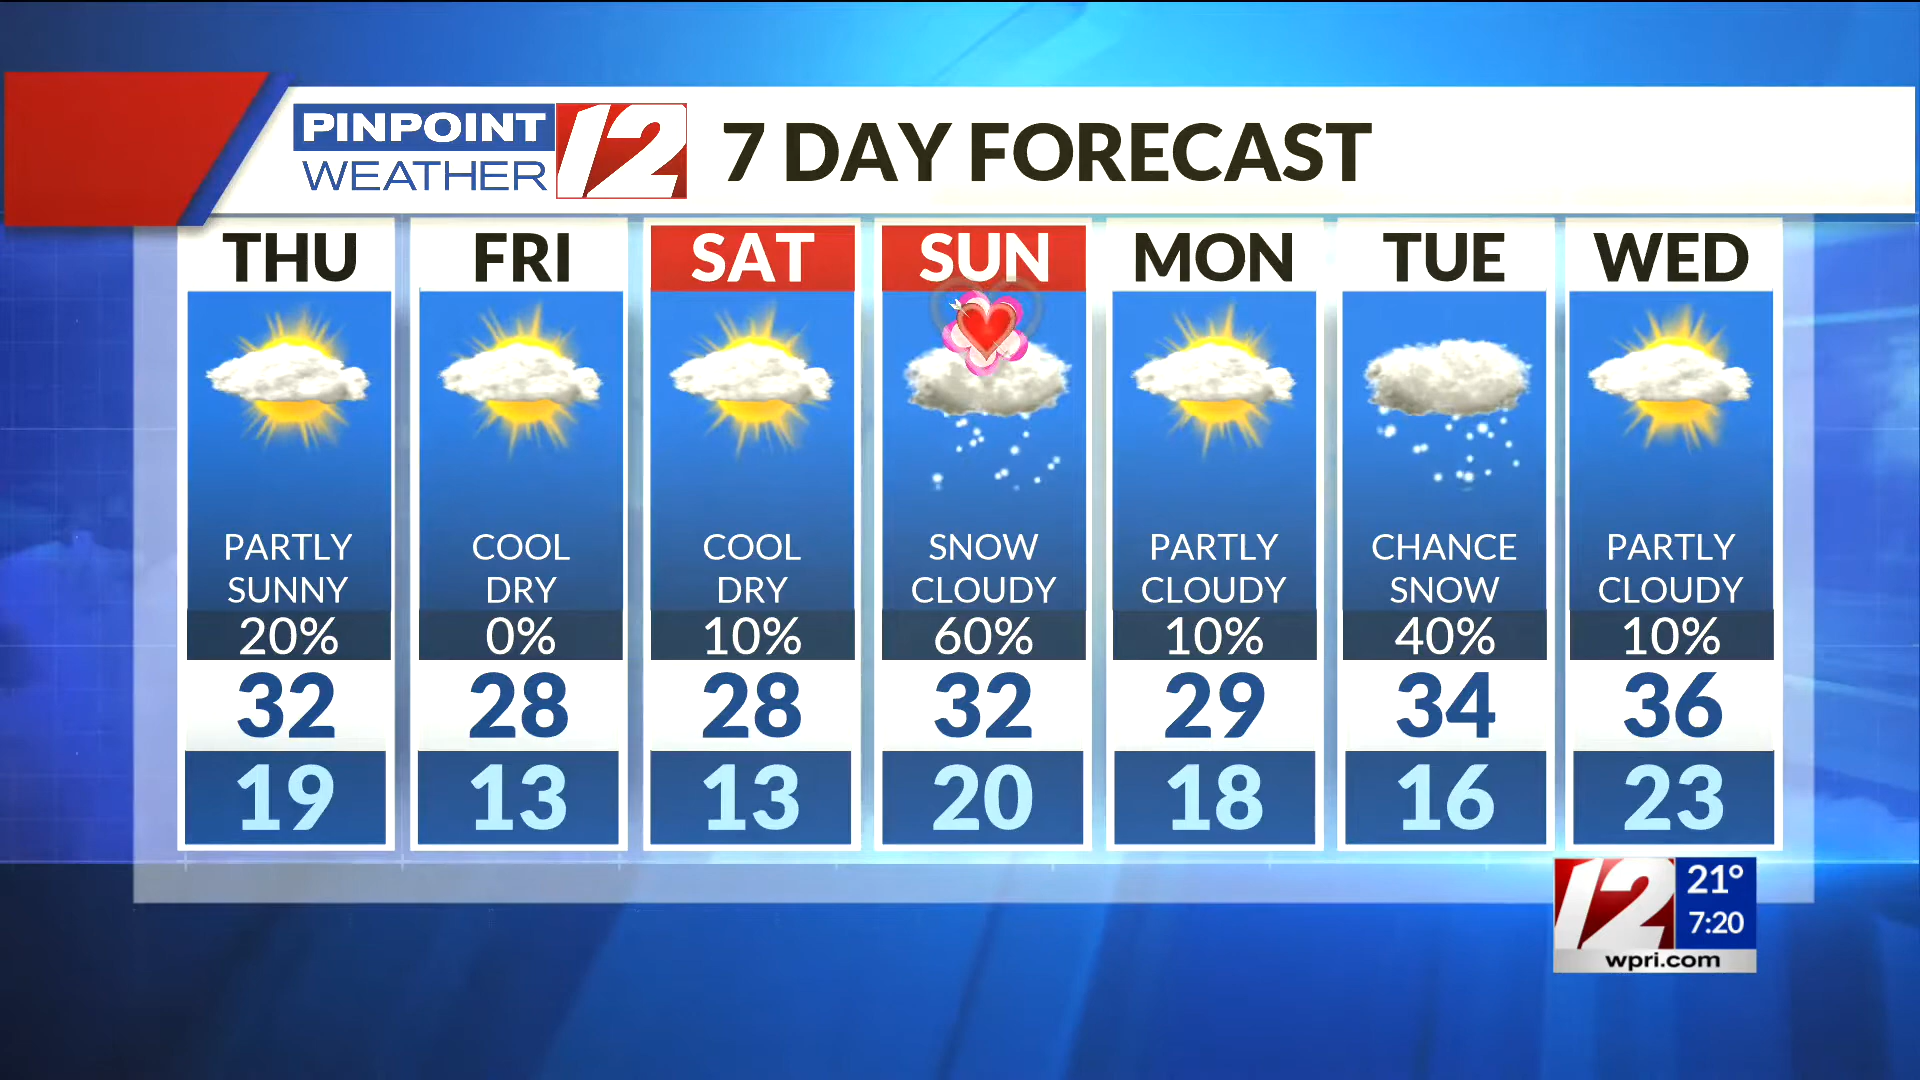 PINPOINT
WEATHER 12
7 DAY FORECAST
THU FRI SAT SUN MON TUE WED
PARTLY COOL COOL SNOW PARTLY CHANCE PARTLY
SUNNY DRY DRY CLOUDY CLOUDY SNOW CLOUDY
20% 0% 10% 60% 10% 40% 10%
32 28 28 32 29 34 36
19 13 13 20 18 16 23
12 21°
7:20
wpri.com